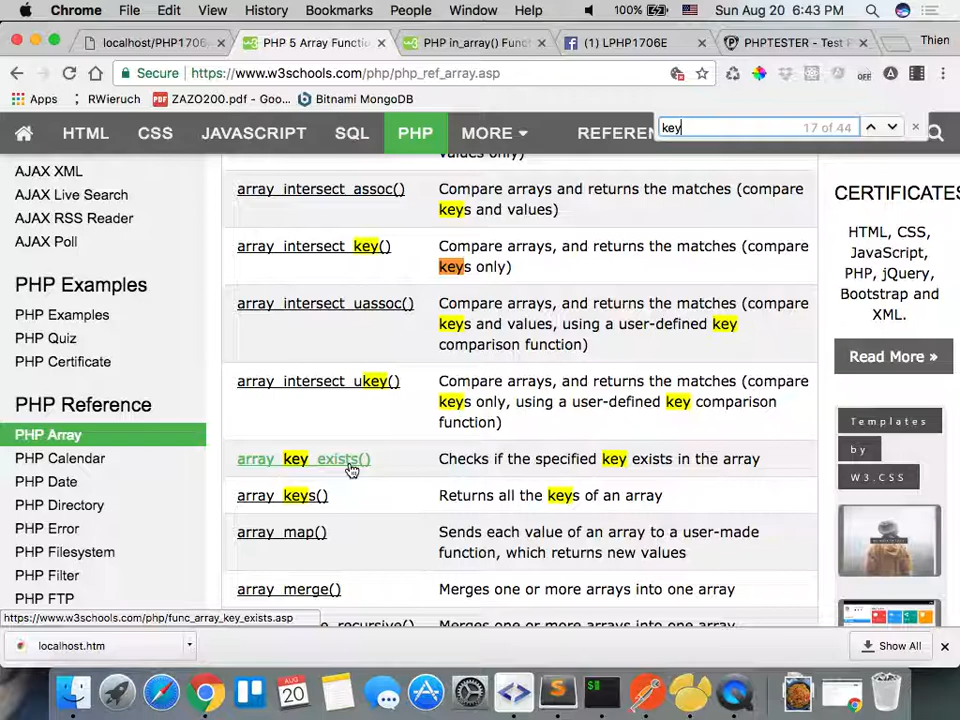 Chrome File Edit View History Bookmarks People Window Help 100% Sun Aug 20 6:43 PM
localhost/PHP1706 × PHP 5 Array Functio × PHP in_array() Funct × (1) LPHP1706E × PHPTESTER - Test P × Thien
Secure https://www.w3schools.com/php/php_ref_array.asp OFF
Apps RWieruch ZAZO200.pdf - Goo... Bitnami MongoDB
HTML CSS JAVASCRIPT SQL PHP MORE REFEREN
key 17 of 44
AJAX XML
AJAX Live Search
AJAX RSS Reader
AJAX Poll
PHP Examples
PHP Examples
PHP Quiz
PHP Certificate
PHP Reference
PHP Array
PHP Calendar
PHP Date
PHP Directory
PHP Error
PHP Filesystem
PHP Filter
PHP FTP
values only)
array_intersect_assoc() Compare arrays and returns the matches (compare
keys and values)
array_intersect_key() Compare arrays, and returns the matches (compare
keys only)
array_intersect_uassoc() Compare arrays, and returns the matches (compare
keys and values, using a user-defined key
comparison function)
array_intersect_ukey() Compare arrays, and returns the matches (compare
keys only, using a user-defined key comparison
function)
array_key_exists() Checks if the specified key exists in the array
array_keys() Returns all the keys of an array
array_map() Sends each value of an array to a user-made
function, which returns new values
array_merge() Merges one or more arrays into one array
CERTIFICATES
HTML, CSS,
JavaScript,
PHP, jQuery,
Bootstrap and
XML.
Read More »
Templates
by
W3.CSS
https://www.w3schools.com/php/func_array_key_exists.asp
localhost.htm Show All
AUG
20